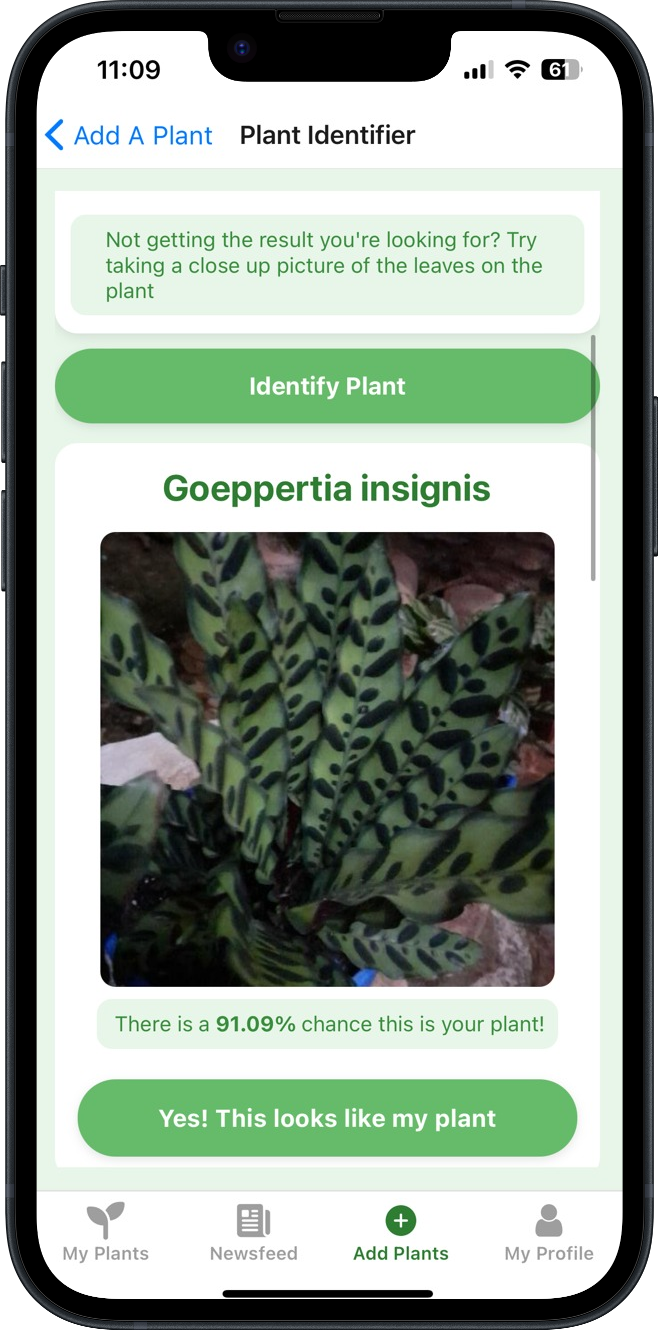 11:09
61
Add A Plant
Plant Identifier
Not getting the result you're looking for? Try
taking a close up picture of the leaves on the
plant
Identify Plant
Goeppertia insignis
There is a 91.09% chance this is your plant!
Yes! This looks like my plant
My Plants
Newsfeed
Add Plants
My Profile